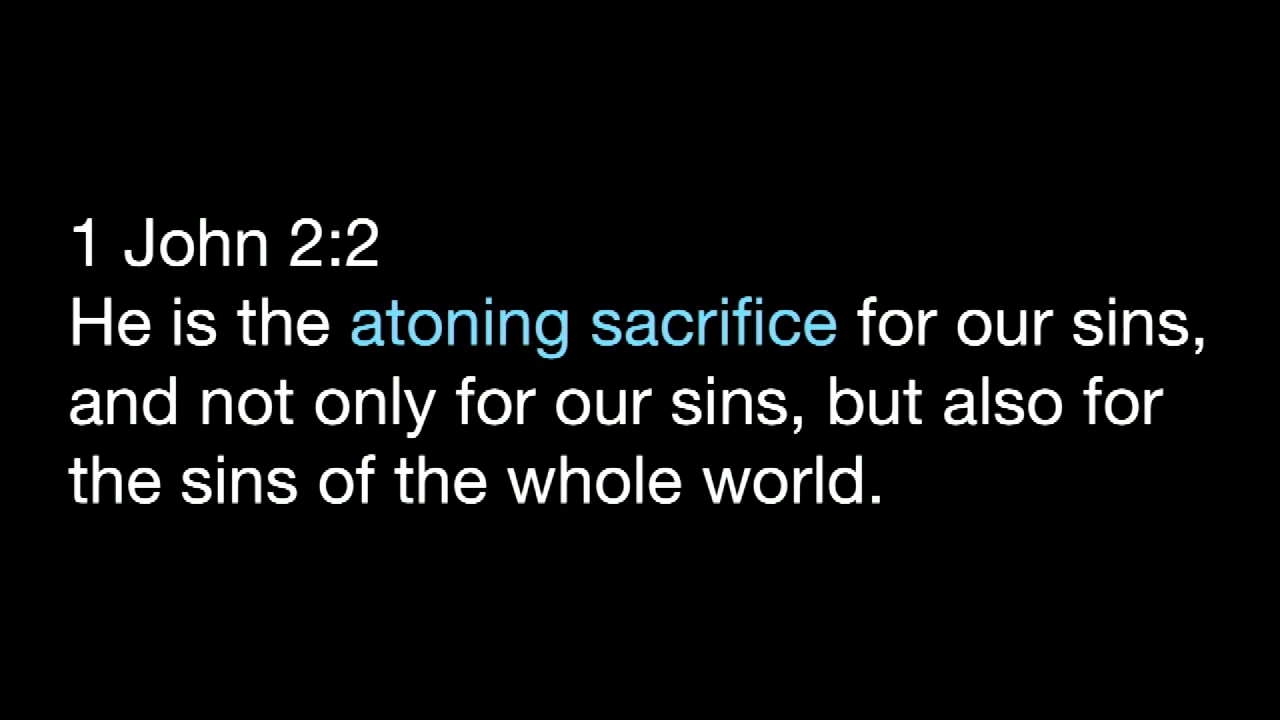 1 John 2:2
He is the atoning sacrifice for our sins,
and not only for our sins, but also for
the sins of the whole world.